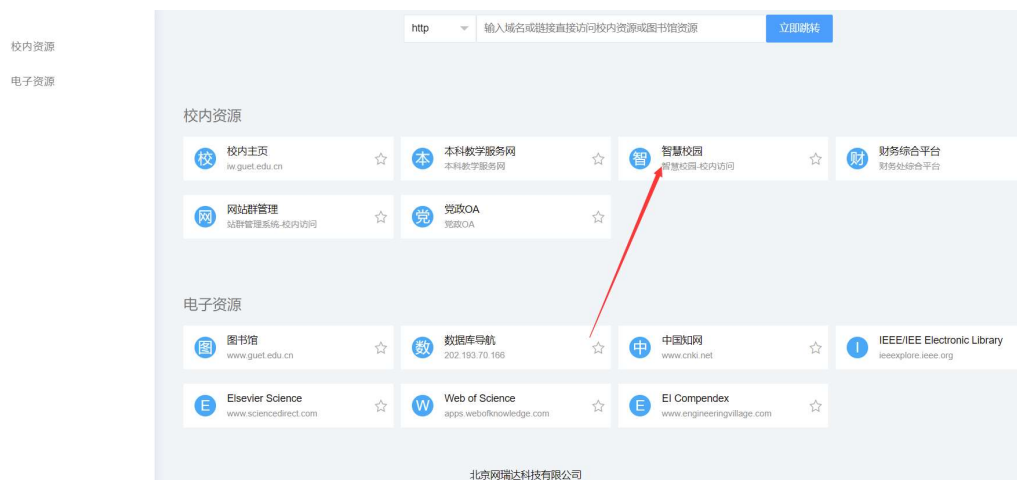 http 输入域名或链接直接访问校内资源或图书馆资源 立即跳转
校内资源
电子资源
校内资源
校 校内主页
iw.guet.edu.cn
本 本科教学服务网
本科教学服务网
智 智慧校园
智慧校园-校内访问
财 财务综合平台
财务处综合平台
网 网站群管理
站群管理系统-校内访问
党 党政OA
党政OA
电子资源
图 图书馆
www.guet.edu.cn
数 数据库导航
202.193.70.166
中 中国知网
www.cnki.net
I IEEE/IEE Electronic Library
ieeexplore.ieee.org
E Elsevier Science
www.sciencedirect.com
W Web of Science
apps.webofknowledge.com
E EI Compendex
www.engineeringvillage.com
北京网瑞达科技有限公司